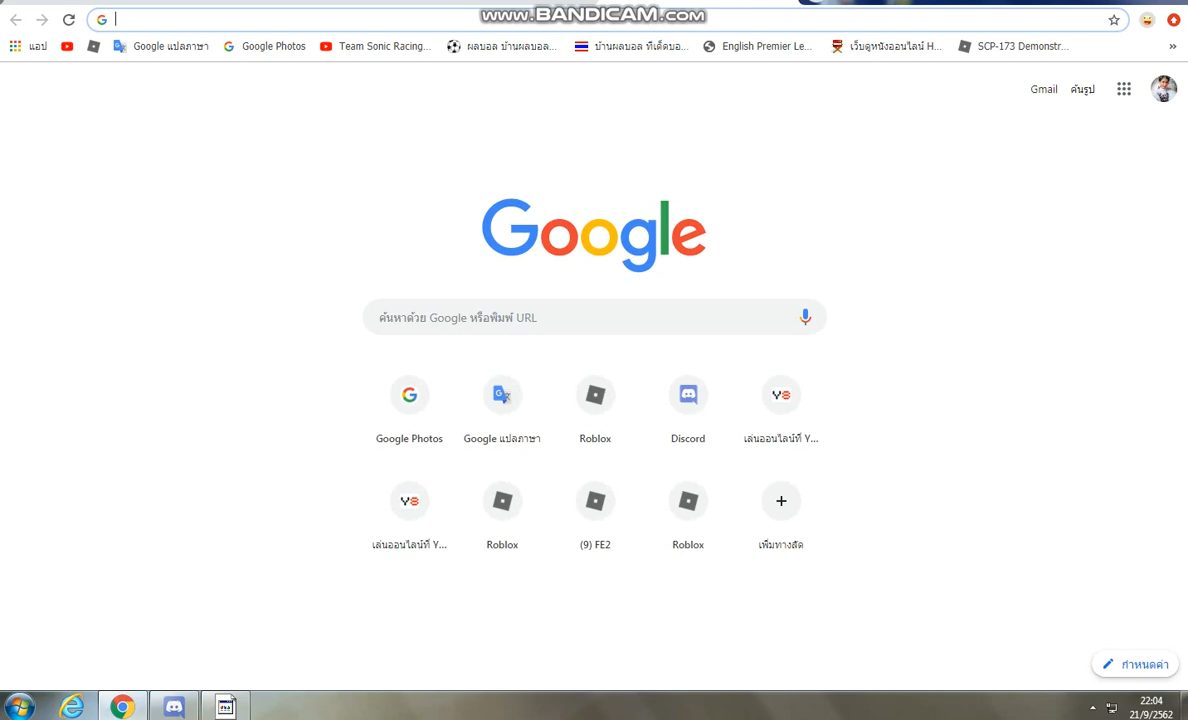 www.BANDICAM.com
แอป Google แปลภาษา Google Photos Team Sonic Racing... ผลบอล บ้านผลบอล... บ้านผลบอล ทีเด็ดบอ... English Premier Le... เว็บดูหนังออนไลน์ H... SCP-173 Demonstr... »
Gmail ค้นรูป
Google
ค้นหาด้วย Google หรือพิมพ์ URL
Google Photos Google แปลภาษา Roblox Discord เล่นออนไลน์ที่ Y...
เล่นออนไลน์ที่ Y... Roblox (9) FE2 Roblox เพิ่มทางลัด
กำหนดค่า
22:04
21/9/2562